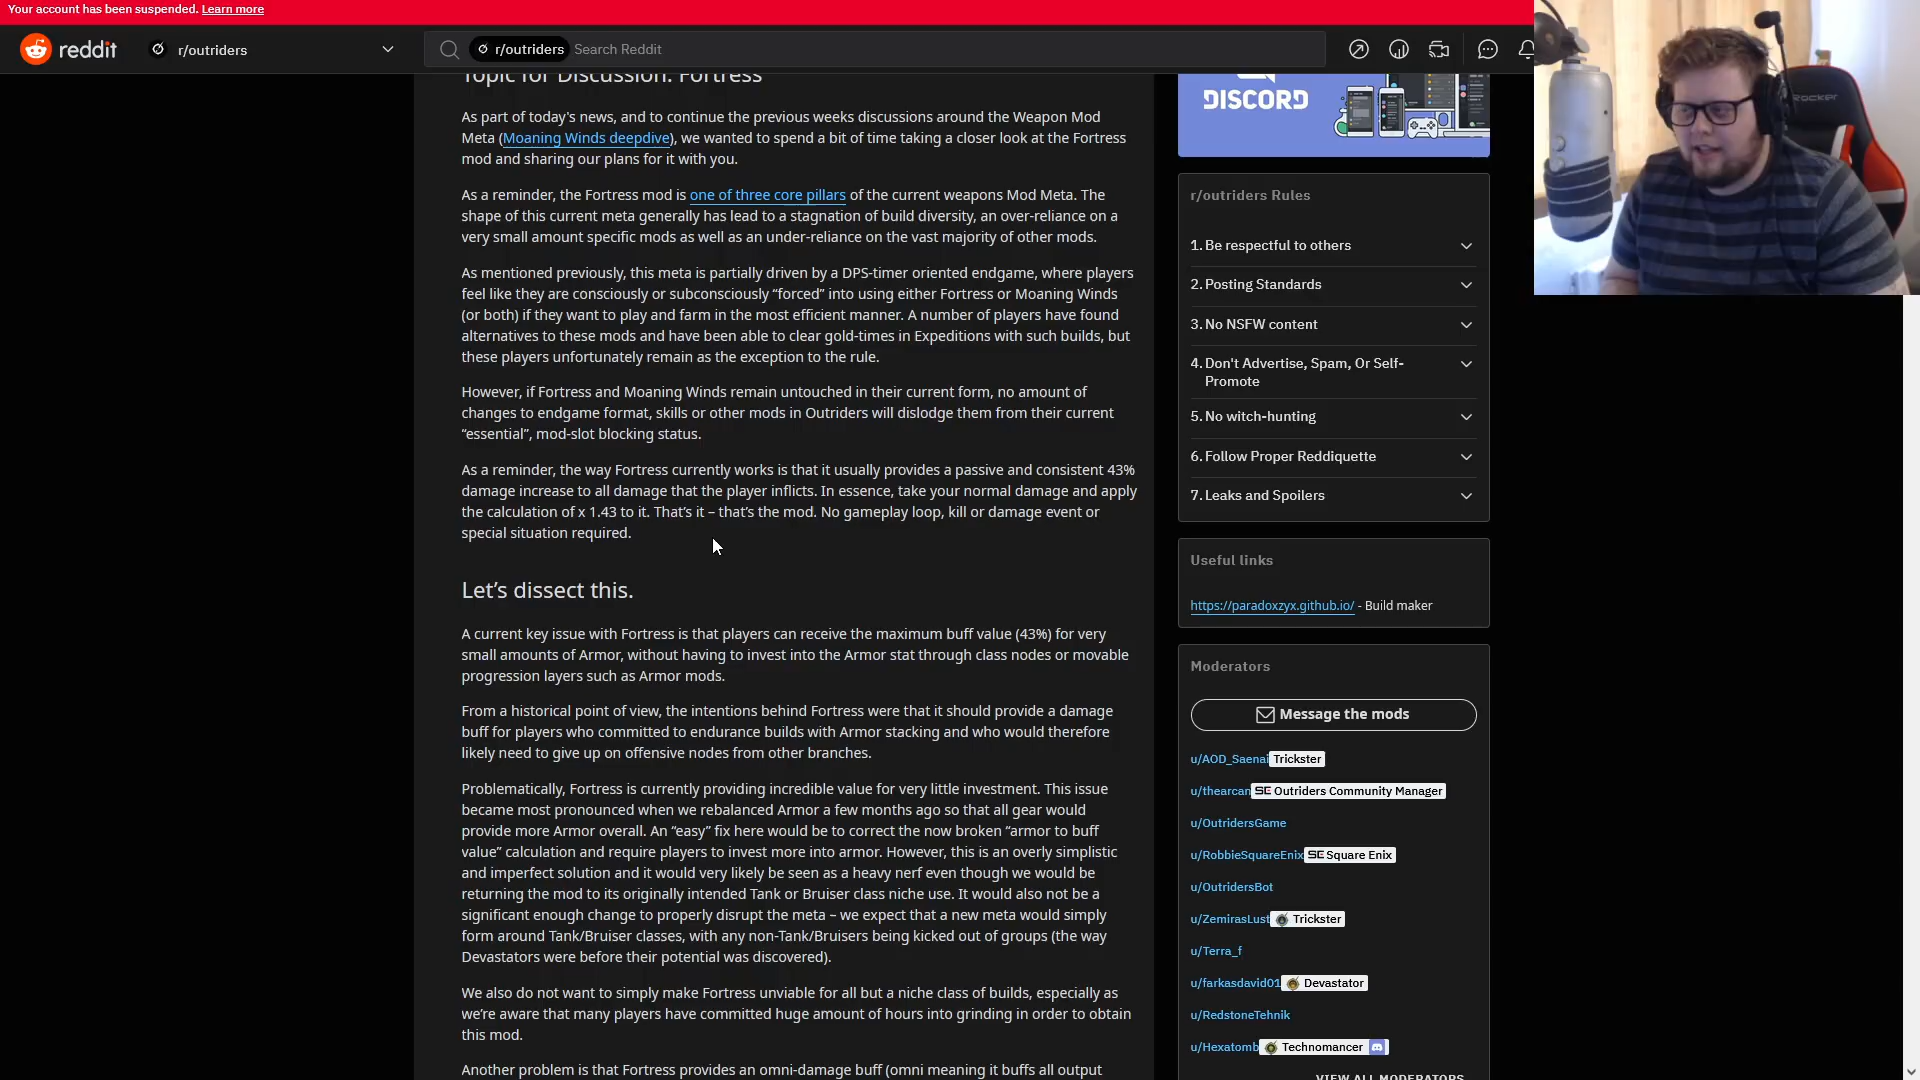 Your account has been suspended. Learn more
reddit
r/outriders
r/outriders Search Reddit
Topic for Discussion: Fortress
As part of today's news, and to continue the previous weeks discussions around the Weapon Mod
Meta (Moaning Winds deepdive), we wanted to spend a bit of time taking a closer look at the Fortress
mod and sharing our plans for it with you.
As a reminder, the Fortress mod is one of three core pillars of the current weapons Mod Meta. The
shape of this current meta generally has lead to a stagnation of build diversity, an over-reliance on a
very small amount specific mods as well as an under-reliance on the vast majority of other mods.
As mentioned previously, this meta is partially driven by a DPS-timer oriented endgame, where players
feel like they are consciously or subconsciously “forced” into using either Fortress or Moaning Winds
(or both) if they want to play and farm in the most efficient manner. A number of players have found
alternatives to these mods and have been able to clear gold-times in Expeditions with such builds, but
these players unfortunately remain as the exception to the rule.
However, if Fortress and Moaning Winds remain untouched in their current form, no amount of
changes to endgame format, skills or other mods in Outriders will dislodge them from their current
“essential”, mod-slot blocking status.
As a reminder, the way Fortress currently works is that it usually provides a passive and consistent 43%
damage increase to all damage that the player inflicts. In essence, take your normal damage and apply
the calculation of x 1.43 to it. That’s it – that’s the mod. No gameplay loop, kill or damage event or
special situation required.
Let’s dissect this.
A current key issue with Fortress is that players can receive the maximum buff value (43%) for very
small amounts of Armor, without having to invest into the Armor stat through class nodes or movable
progression layers such as Armor mods.
From a historical point of view, the intentions behind Fortress were that it should provide a damage
buff for players who committed to endurance builds with Armor stacking and who would therefore
likely need to give up on offensive nodes from other branches.
Problematically, Fortress is currently providing incredible value for very little investment. This issue
became most pronounced when we rebalanced Armor a few months ago so that all gear would
provide more Armor overall. An “easy” fix here would be to correct the now broken “armor to buff
value” calculation and require players to invest more into armor. However, this is an overly simplistic
and imperfect solution and it would very likely be seen as a heavy nerf even though we would be
returning the mod to its originally intended Tank or Bruiser class niche use. It would also not be a
significant enough change to properly disrupt the meta – we expect that a new meta would simply
form around Tank/Bruiser classes, with any non-Tank/Bruisers being kicked out of groups (the way
Devastators were before their potential was discovered).
We also do not want to simply make Fortress unviable for all but a niche class of builds, especially as
we’re aware that many players have committed huge amount of hours into grinding in order to obtain
this mod.
Another problem is that Fortress provides an omni-damage buff (omni meaning it buffs all output
DISCORD
r/outriders Rules
1. Be respectful to others
2. Posting Standards
3. No NSFW content
4. Don't Advertise, Spam, Or Self-
Promote
5. No witch-hunting
6. Follow Proper Reddiquette
7. Leaks and Spoilers
Useful links
https://paradoxzyx.github.io/ - Build maker
Moderators
Message the mods
u/AOD_Saenai Trickster
u/thearcan SE Outriders Community Manager
u/OutridersGame
u/RobbieSquareEnix SE Square Enix
u/OutridersBot
u/ZemirasLust Trickster
u/Terra_f
u/farkasdavid01 Devastator
u/RedstoneTehnik
u/Hexatomb Technomancer
VIEW ALL MODERATORS